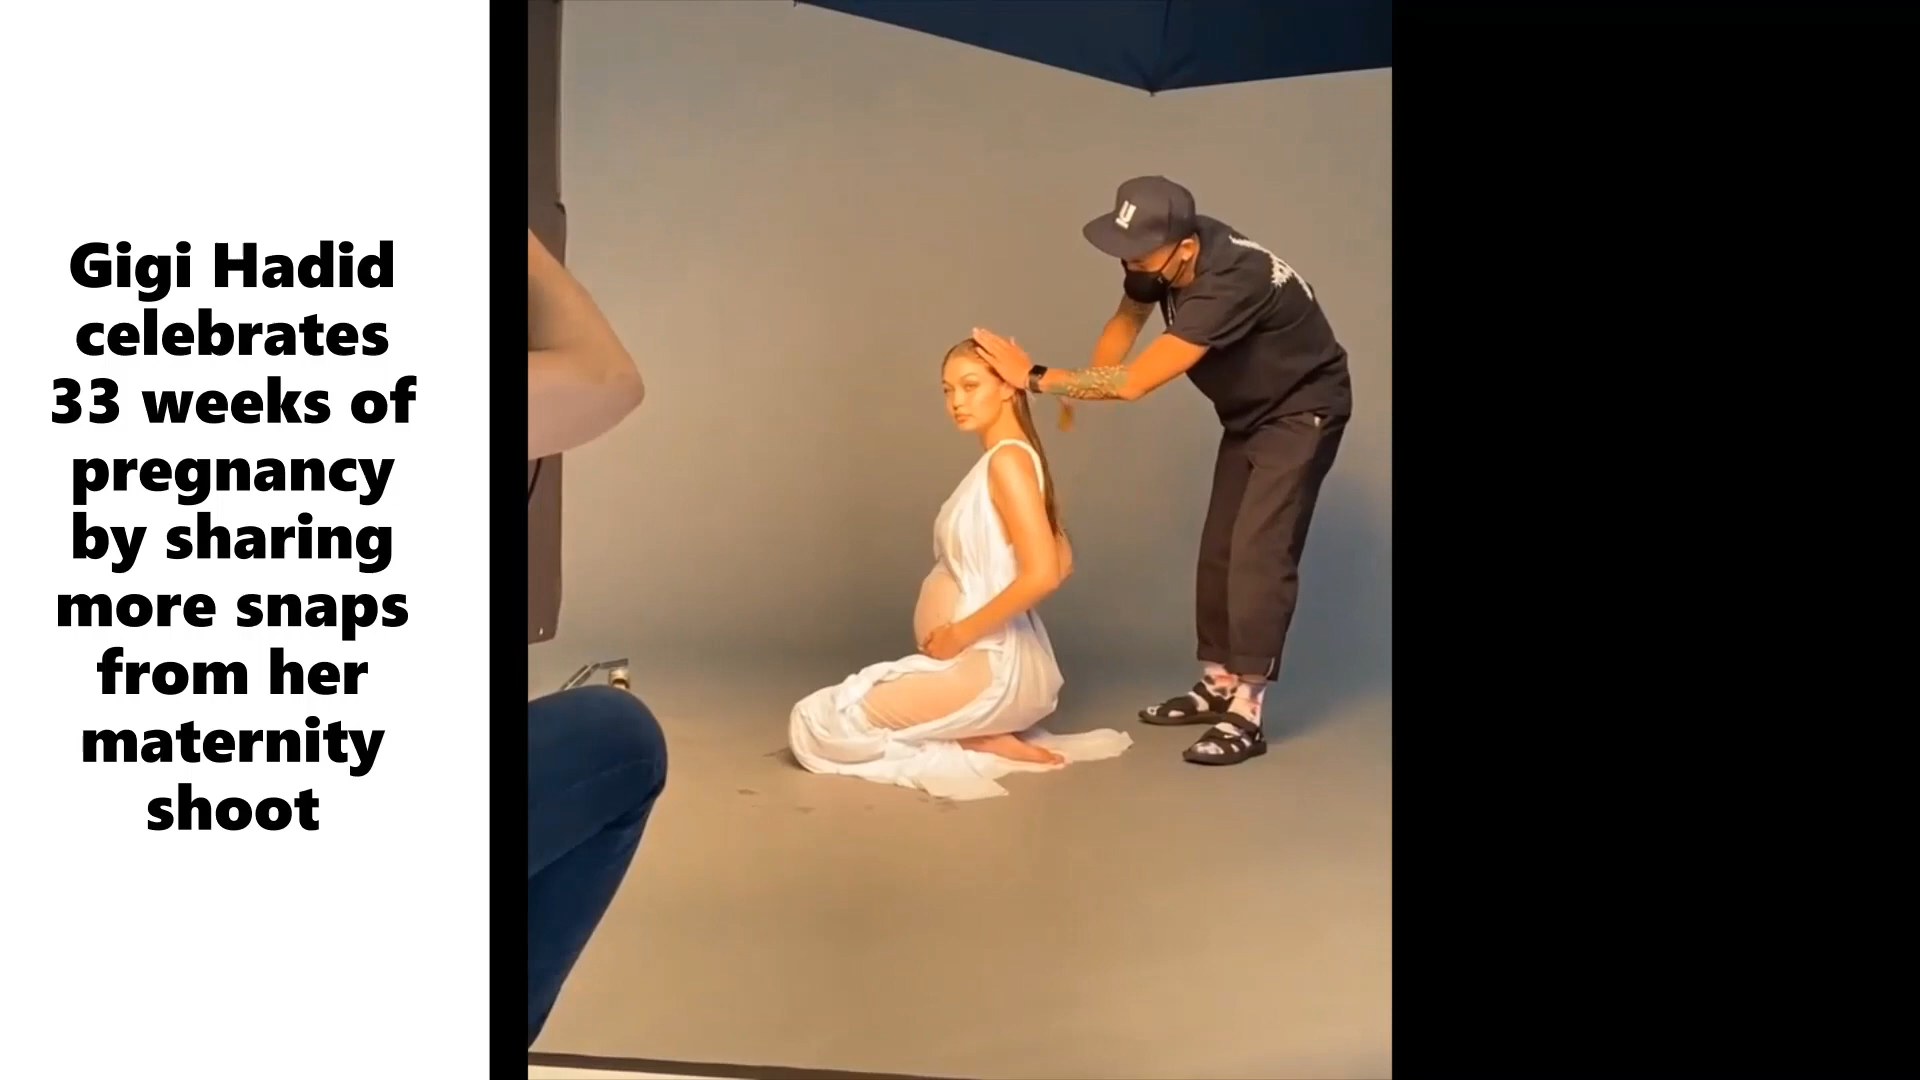 Gigi Hadid
celebrates
33 weeks of
pregnancy
by sharing
more snaps
from her
maternity
shoot
U